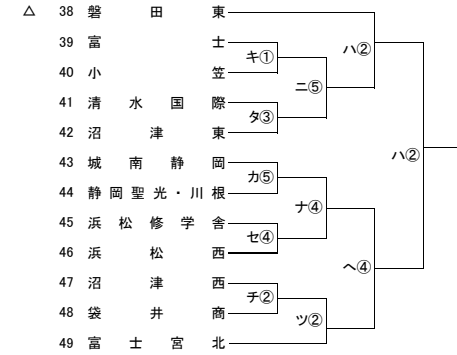 △ 38 磐田東
39 富士
キ① ハ②
40 小笠
ニ⑤
41 清水国際
タ③
42 沼津東
ハ②
43 城南静岡
カ⑤
44 静岡聖光・川根
ナ④
45 浜松修学舎
セ④
46 浜松西
ヘ④
47 沼津西
チ②
48 袋井商
ツ②
49 富士宮北